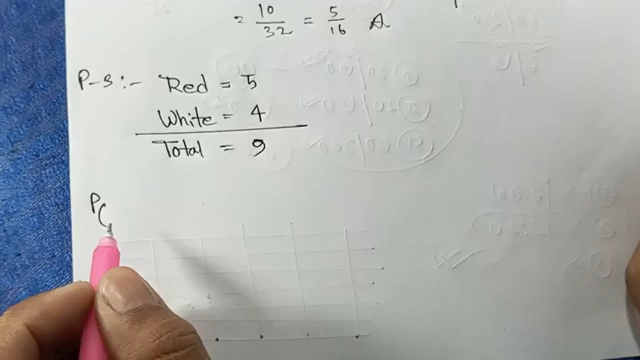 = 10/32 = 5/16 A
P-3:- Red = 5
White = 4
Total = 9
P(